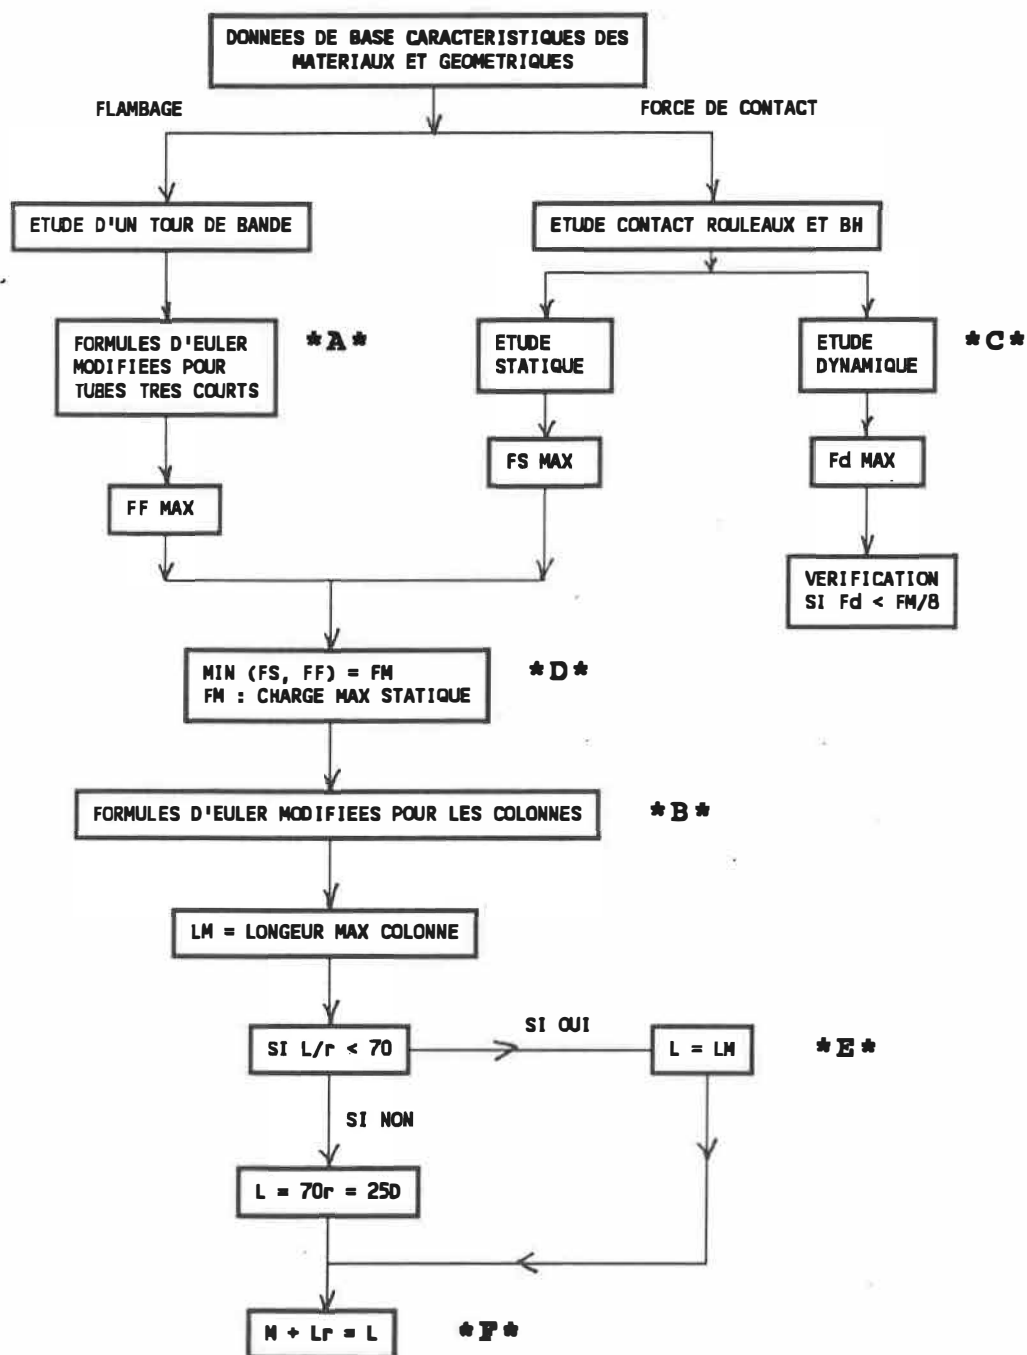 DONNEES DE BASE CARACTERISTIQUES DES
MATERIAUX ET GEOMETRIQUES
FLAMBAGE
FORCE DE CONTACT
ETUDE D'UN TOUR DE BANDE
ETUDE CONTACT ROULEAUX ET BH
FORMULES D'EULER
MODIFIEES POUR
TUBES TRES COURTS
*A*
ETUDE
STATIQUE
ETUDE
DYNAMIQUE
*C*
FS MAX
Fd MAX
FF MAX
VERIFICATION
SI Fd < FM/8
MIN (FS, FF) = FM
FM : CHARGE MAX STATIQUE
*D*
FORMULES D'EULER MODIFIEES POUR LES COLONNES
*B*
LM = LONGEUR MAX COLONNE
SI L/r < 70
SI OUI
L = LM
*E*
SI NON
L = 70r = 25D
M + Lr = L
*F*